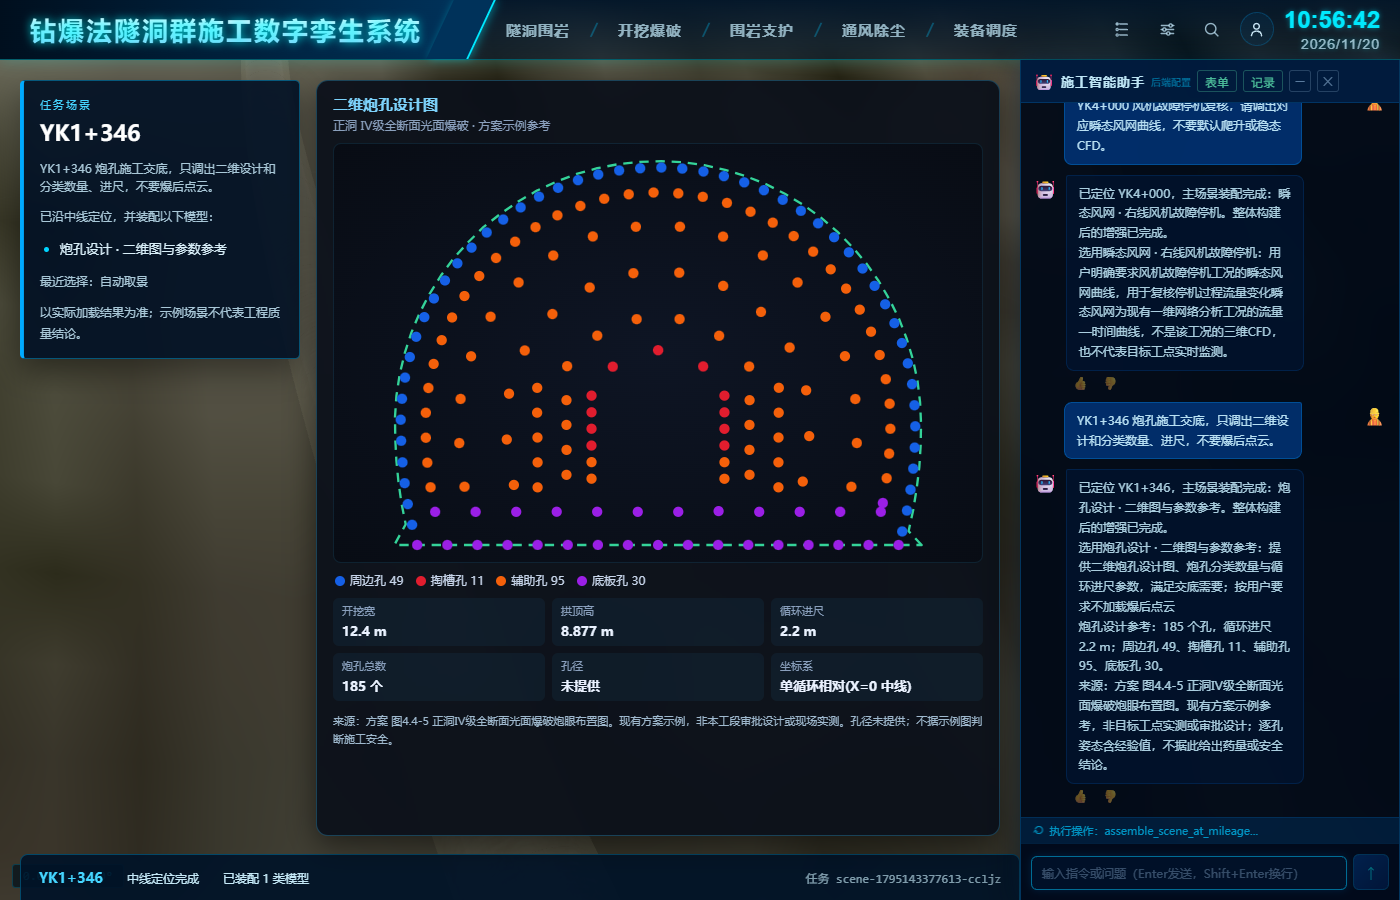 钻爆法隧洞群施工数字孪生系统
隧洞围岩 / 开挖爆破 / 围岩支护 / 通风除尘 / 装备调度
10:56:42
2026/11/20
任务场景
YK1+346
YK1+346 炮孔施工交底，只调出二维设计和
分类数量、进尺，不要爆后点云。
已沿中线定位，并装配以下模型：
炮孔设计 · 二维图与参数参考
最近选择：自动取景
以实际加载结果为准；示例场景不代表工程质
量结论。
二维炮孔设计图
正洞 IV级全断面光面爆破 · 方案示例参考
周边孔 49 掏槽孔 11 辅助孔 95 底板孔 30
开挖宽
12.4 m
拱顶高
8.877 m
循环进尺
2.2 m
炮孔总数
185 个
孔径
未提供
坐标系
单循环相对(X=0 中线)
来源：方案 图4.4-5 正洞IV级全断面光面爆破炮眼布置图。现有方案示例，非本工段审批设计或现场实测。孔径未提供；不据示例图判
断施工安全。
施工智能助手 后端配置 表单 记录
YK4+000 风机故障停机复核，请调出对
应瞬态风网曲线，不要默认爬升或稳态
CFD。
已定位 YK4+000，主场景装配完成：瞬
态风网 · 右线风机故障停机。整体构建
后的增强已完成。
选用瞬态风网 · 右线风机故障停机：用
户明确要求风机故障停机工况的瞬态风
网曲线，用于复核停机过程流量变化瞬
态风网为现有一维网络分析工况的流量
—时间曲线，不是该工况的三维CFD，
也不代表目标工点实时监测。
YK1+346 炮孔施工交底，只调出二维设
计和分类数量、进尺，不要爆后点云。
已定位 YK1+346，主场景装配完成：炮
孔设计 · 二维图与参数参考。整体构建
后的增强已完成。
选用炮孔设计 · 二维图与参数参考：提
供二维炮孔设计图、炮孔分类数量与循
环进尺参数，满足交底需要；按用户要
求不加载爆后点云
炮孔设计参考：185 个孔，循环进尺
2.2 m；周边孔 49、掏槽孔 11、辅助孔
95、底板孔 30。
来源：方案 图4.4-5 正洞IV级全断面光
面爆破炮眼布置图。现有方案示例参
考，非目标工点实测或审批设计；逐孔
姿态含经验值，不据此给出药量或安全
结论。
执行操作：assemble_scene_at_mileage...
输入指令或问题（Enter发送，Shift+Enter换行）
YK1+346 中线定位完成 已装配 1 类模型 任务 scene-1795143377613-ccljz